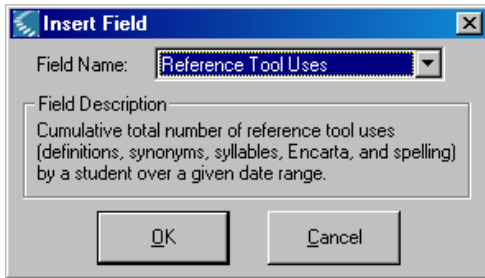 Insert Field
Field Name: Reference Tool Uses
Field Description
Cumulative total number of reference tool uses
(definitions, synonyms, syllables, Encarta, and spelling)
by a student over a given date range.
OK Cancel